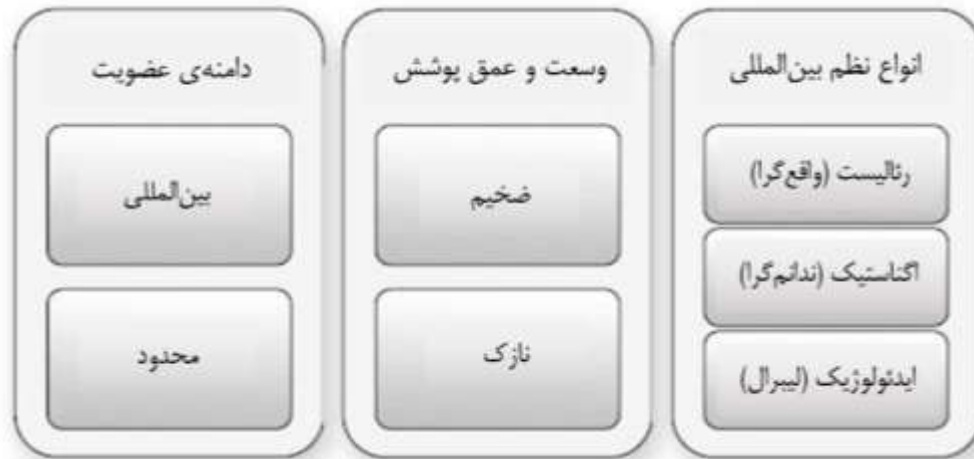 انواع نظم بین‌المللی
رئالیست (واقع‌گرا)
اگناستیک (ندانم‌گرا)
ایدئولوژیک (لیبرال)
وسعت و عمق پوشش
ضخیم
نازک
دامنه‌ی عضویت
بین‌المللی
محدود